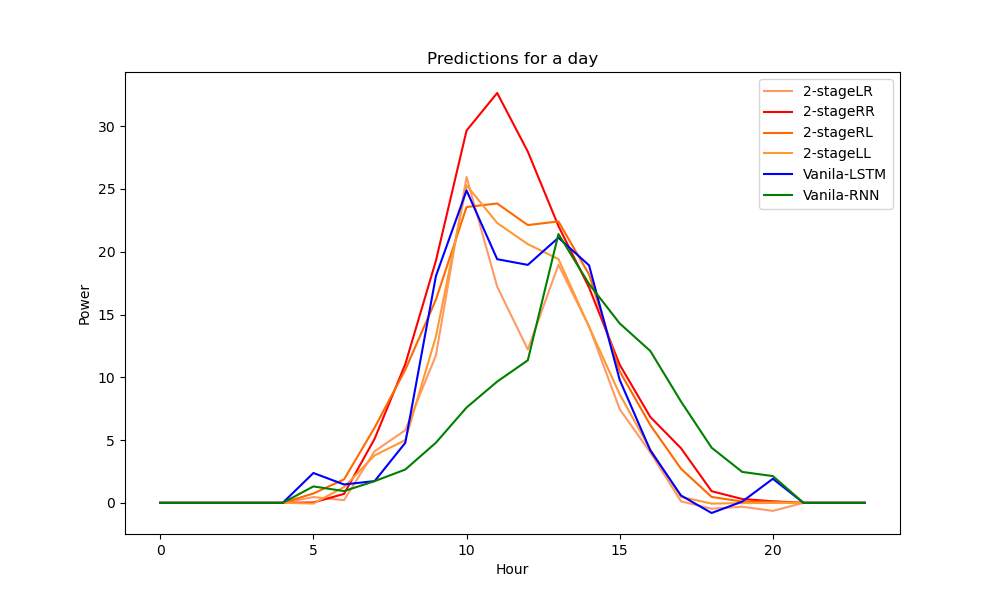 Predictions for a day
2-stageLR
2-stageRR
2-stageRL
2-stageLL
Vanila-LSTM
Vanila-RNN
Power
30
25
20
15
10
5
0
0 5 10 15 20
Hour